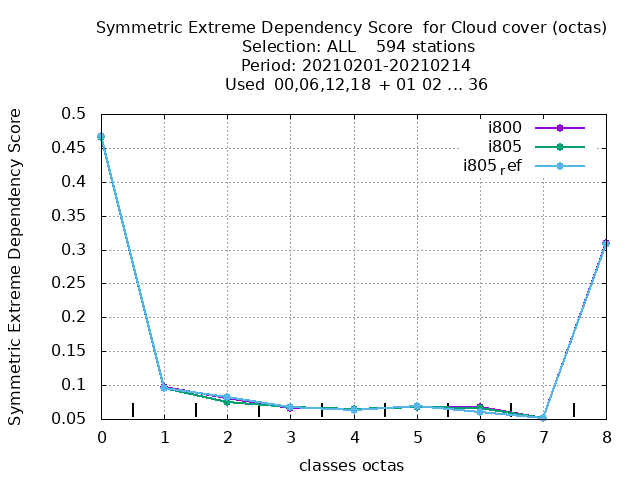 Symmetric Extreme Dependency Score for Cloud cover (octas)
Selection: ALL 594 stations
Period: 20210201-20210214
Used 00,06,12,18 + 01 02 ... 36
Symmetric Extreme Dependency Score
0.5
0.45
0.4
0.35
0.3
0.25
0.2
0.15
0.1
0.05
i800
i805
i805ref
0 1 2 3 4 5 6 7 8
classes octas